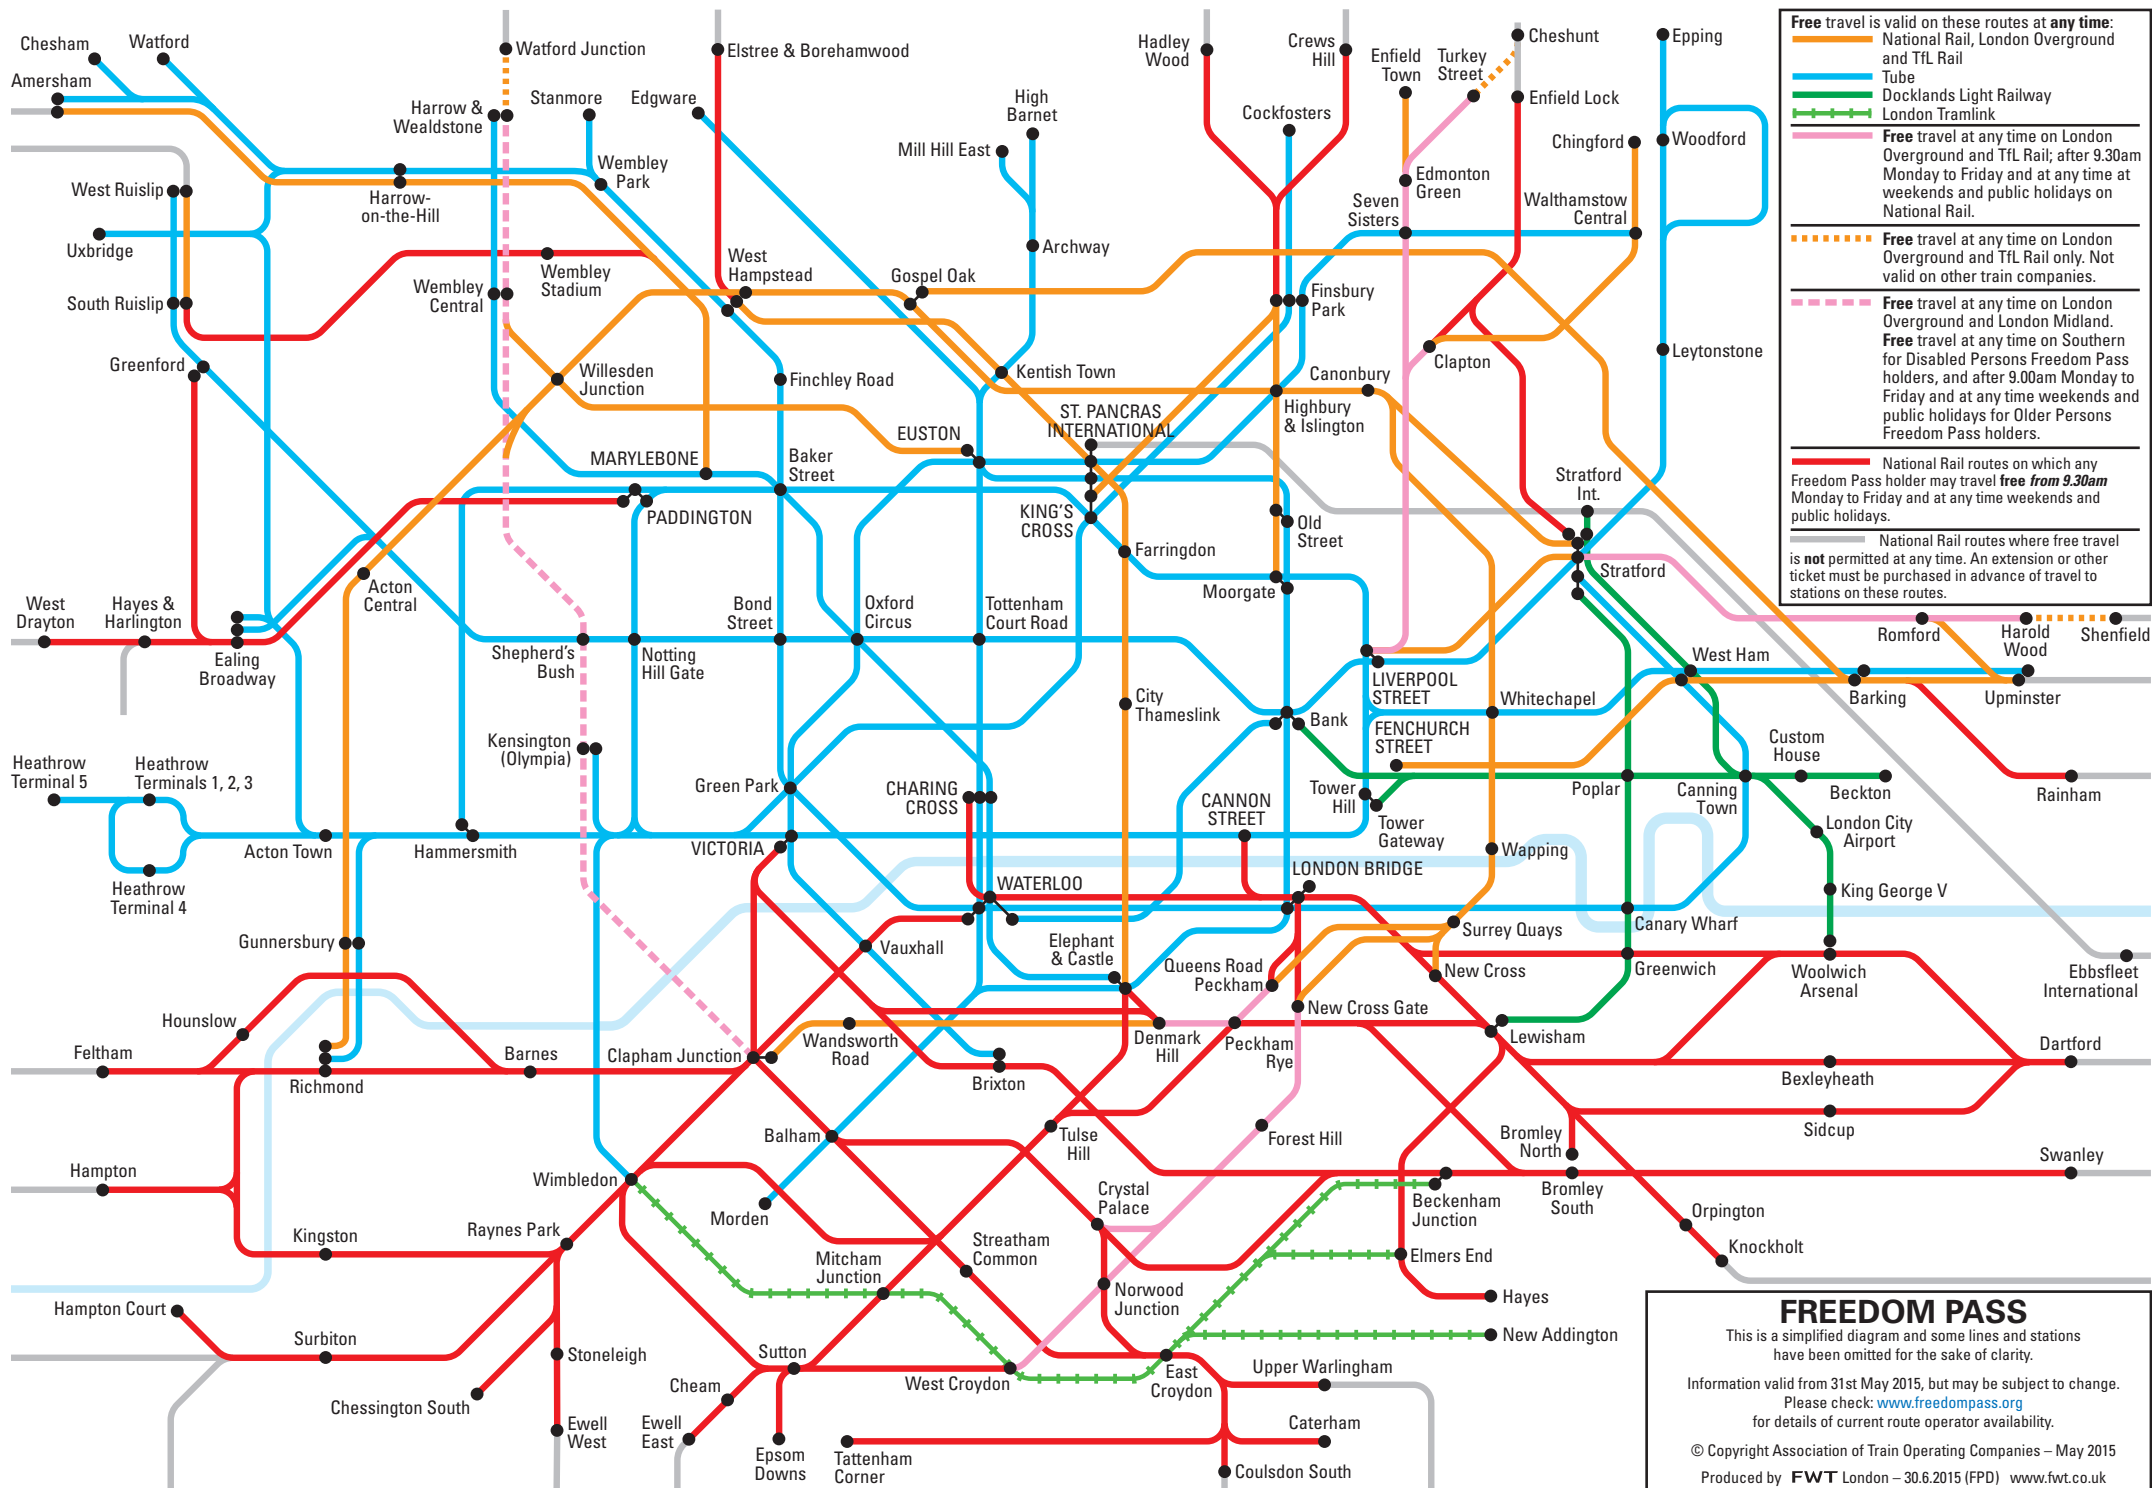 Chesham
Watford
Amersham
Watford Junction
Elstree & Borehamwood
Hadley
Wood
Crews
Hill
Enfield
Town
Turkey
Street
Cheshunt
Epping
Harrow &
Wealdstone
Stanmore
Edgware
High
Barnet
Cockfosters
Enfield Lock
Mill Hill East
Chingford
Woodford
West Ruislip
Harrow-
on-the-Hill
Wembley
Park
Edmonton
Green
Seven
Sisters
Walthamstow
Central
Uxbridge
Archway
Wembley
Stadium
West
Hampstead
Gospel Oak
South Ruislip
Wembley
Central
Finsbury
Park
Greenford
Willesden
Junction
Finchley Road
Kentish Town
Canonbury
Clapton
Leytonstone
ST. PANCRAS
INTERNATIONAL
Highbury
& Islington
EUSTON
MARYLEBONE
Baker
Street
Stratford
Int.
PADDINGTON
KING'S
CROSS
Old
Street
Farringdon
Stratford
Acton
Central
Moorgate
West
Drayton
Hayes &
Harlington
Bond
Street
Oxford
Circus
Tottenham
Court Road
Ealing
Broadway
Shepherd's
Bush
Notting
Hill Gate
Romford
Harold
Wood
Shenfield
LIVERPOOL
STREET
West Ham
Barking
Upminster
City
Thameslink
Bank
Whitechapel
Kensington
(Olympia)
FENCHURCH
STREET
Custom
House
Heathrow
Terminal 5
Heathrow
Terminals 1, 2, 3
Green Park
CHARING
CROSS
CANNON
STREET
Tower
Hill
Poplar
Canning
Town
Beckton
Rainham
Acton Town
Hammersmith
VICTORIA
Tower
Gateway
London City
Airport
Wapping
Heathrow
Terminal 4
WATERLOO
LONDON BRIDGE
King George V
Gunnersbury
Vauxhall
Elephant
& Castle
Surrey Quays
Canary Wharf
Queens Road
Peckham
New Cross
Greenwich
Woolwich
Arsenal
Ebbsfleet
International
Hounslow
New Cross Gate
Feltham
Richmond
Barnes
Clapham Junction
Wandsworth
Road
Brixton
Denmark
Hill
Peckham
Rye
Lewisham
Bexleyheath
Dartford
Balham
Tulse
Hill
Forest Hill
Bromley
North
Sidcup
Hampton
Wimbledon
Morden
Crystal
Palace
Beckenham
Junction
Bromley
South
Swanley
Kingston
Raynes Park
Mitcham
Junction
Streatham
Common
Elmers End
Orpington
Knockholt
Norwood
Junction
Hayes
Hampton Court
Surbiton
Stoneleigh
Sutton
West Croydon
East
Croydon
New Addington
Chessington South
Cheam
Upper Warlingham
Ewell
West
Ewell
East
Epsom
Downs
Tattenham
Corner
Caterham
Coulsdon South
Free travel is valid on these routes at any time:
National Rail, London Overground
and TfL Rail
Tube
Docklands Light Railway
London Tramlink
Free travel at any time on London
Overground and TfL Rail; after 9.30am
Monday to Friday and at any time at
weekends and public holidays on
National Rail.
Free travel at any time on London
Overground and TfL Rail only. Not
valid on other train companies.
Free travel at any time on London
Overground and London Midland.
Free travel at any time on Southern
for Disabled Persons Freedom Pass
holders, and after 9.00am Monday to
Friday and at any time weekends and
public holidays for Older Persons
Freedom Pass holders.
National Rail routes on which any
Freedom Pass holder may travel free from 9.30am
Monday to Friday and at any time weekends and
public holidays.
National Rail routes where free travel
is not permitted at any time. An extension or other
ticket must be purchased in advance of travel to
stations on these routes.
FREEDOM PASS
This is a simplified diagram and some lines and stations
have been omitted for the sake of clarity.
Information valid from 31st May 2015, but may be subject to change.
Please check: www.freedompass.org
for details of current route operator availability.
© Copyright Association of Train Operating Companies – May 2015
Produced by FWT London – 30.6.2015 (FPD) www.fwt.co.uk